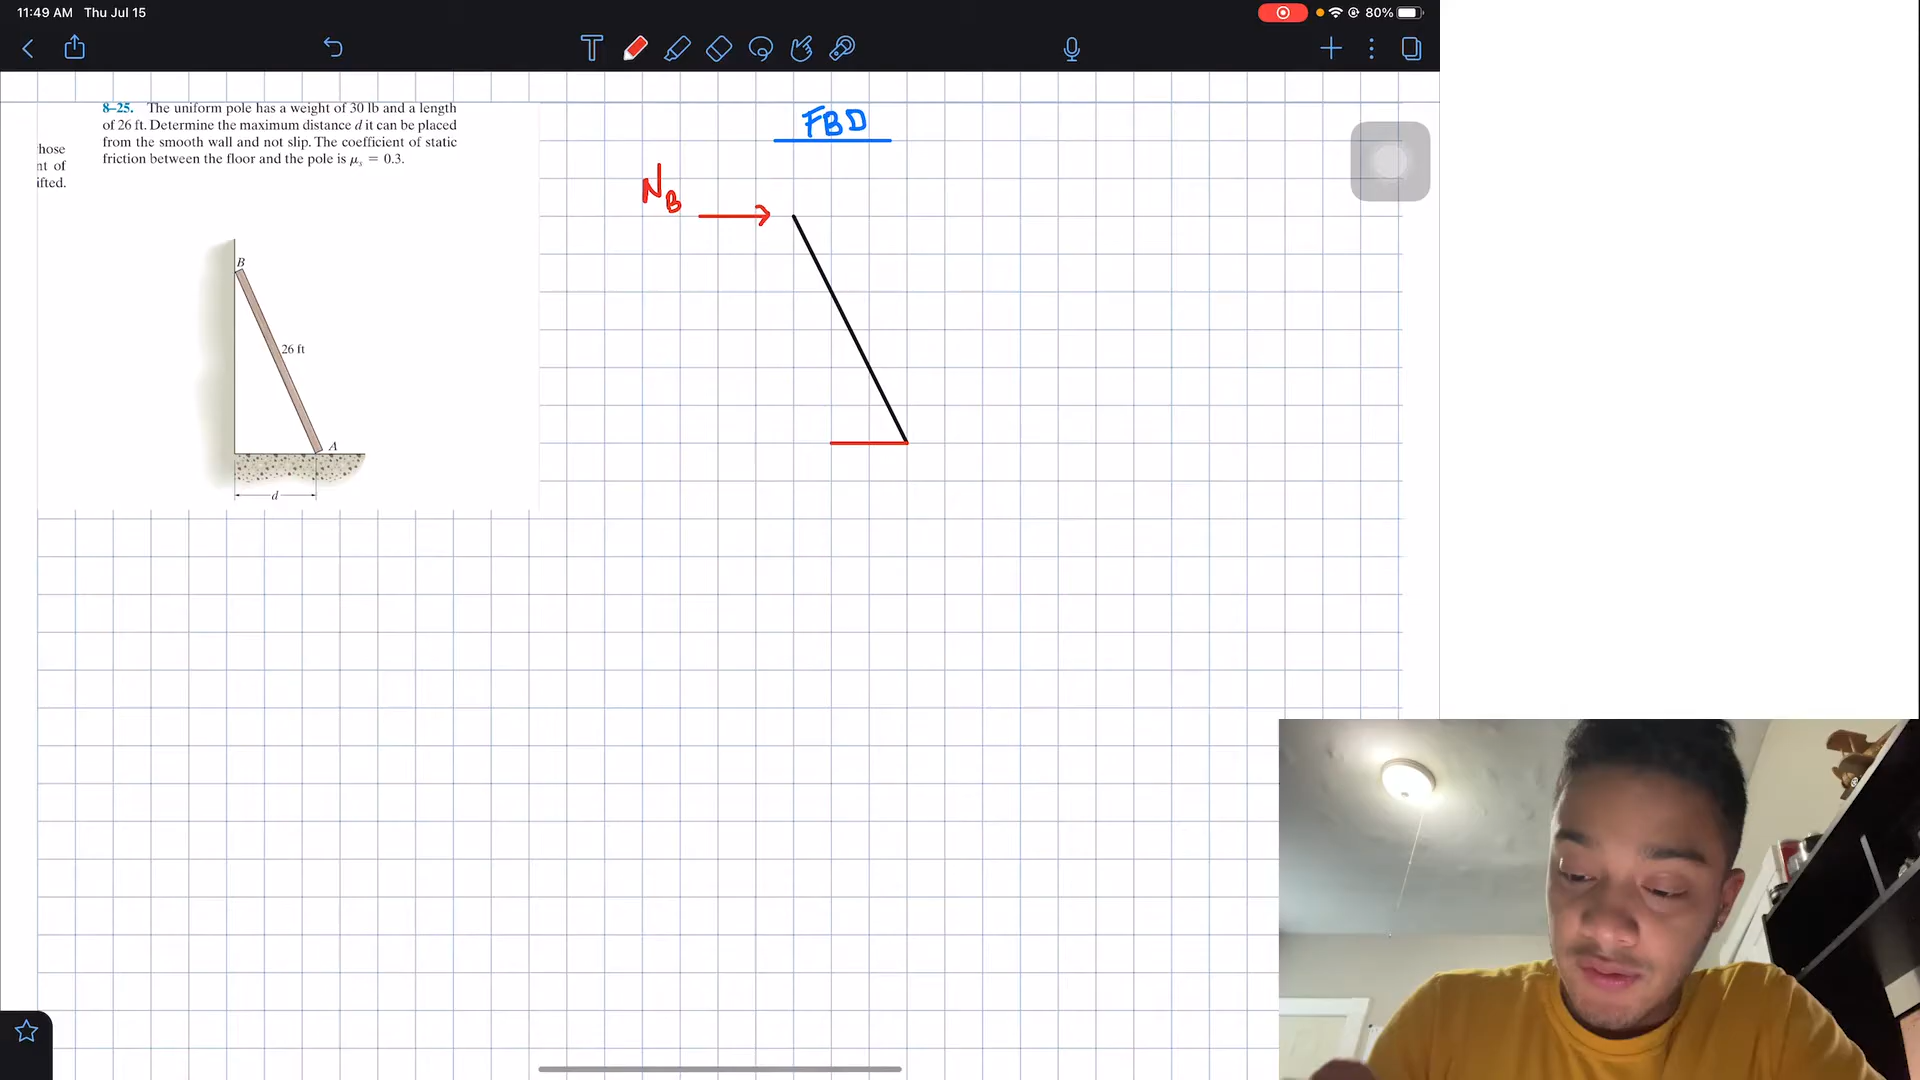 11:49 AM Thu Jul 15
80%
8–25. The uniform pole has a weight of 30 lb and a length
of 26 ft. Determine the maximum distance d it can be placed
from the smooth wall and not slip. The coefficient of static
friction between the floor and the pole is μs = 0.3.
hose
nt of
ifted.
B
26 ft
A
d
FBD
NB
T